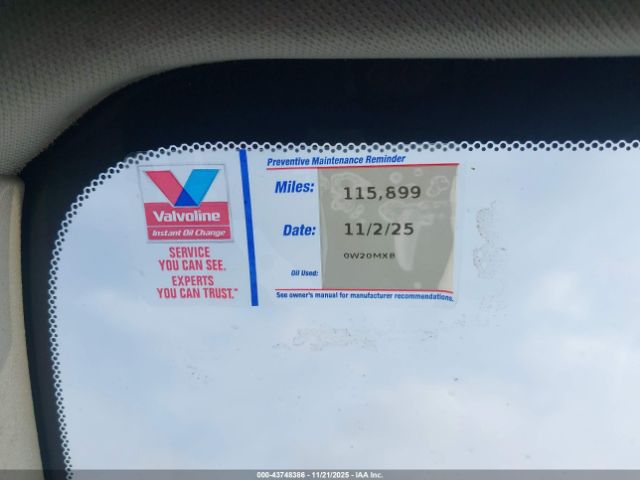 Preventive Maintenance Reminder
Valvoline
Instant Oil Change
SERVICE
YOU CAN SEE.
EXPERTS
YOU CAN TRUST.™
Miles: 115,899
Date: 11/2/25
Oil Used: 0W20MXB
See owner's manual for manufacturer recommendations.
000-43748386 - 11/21/2025 - IAA Inc.